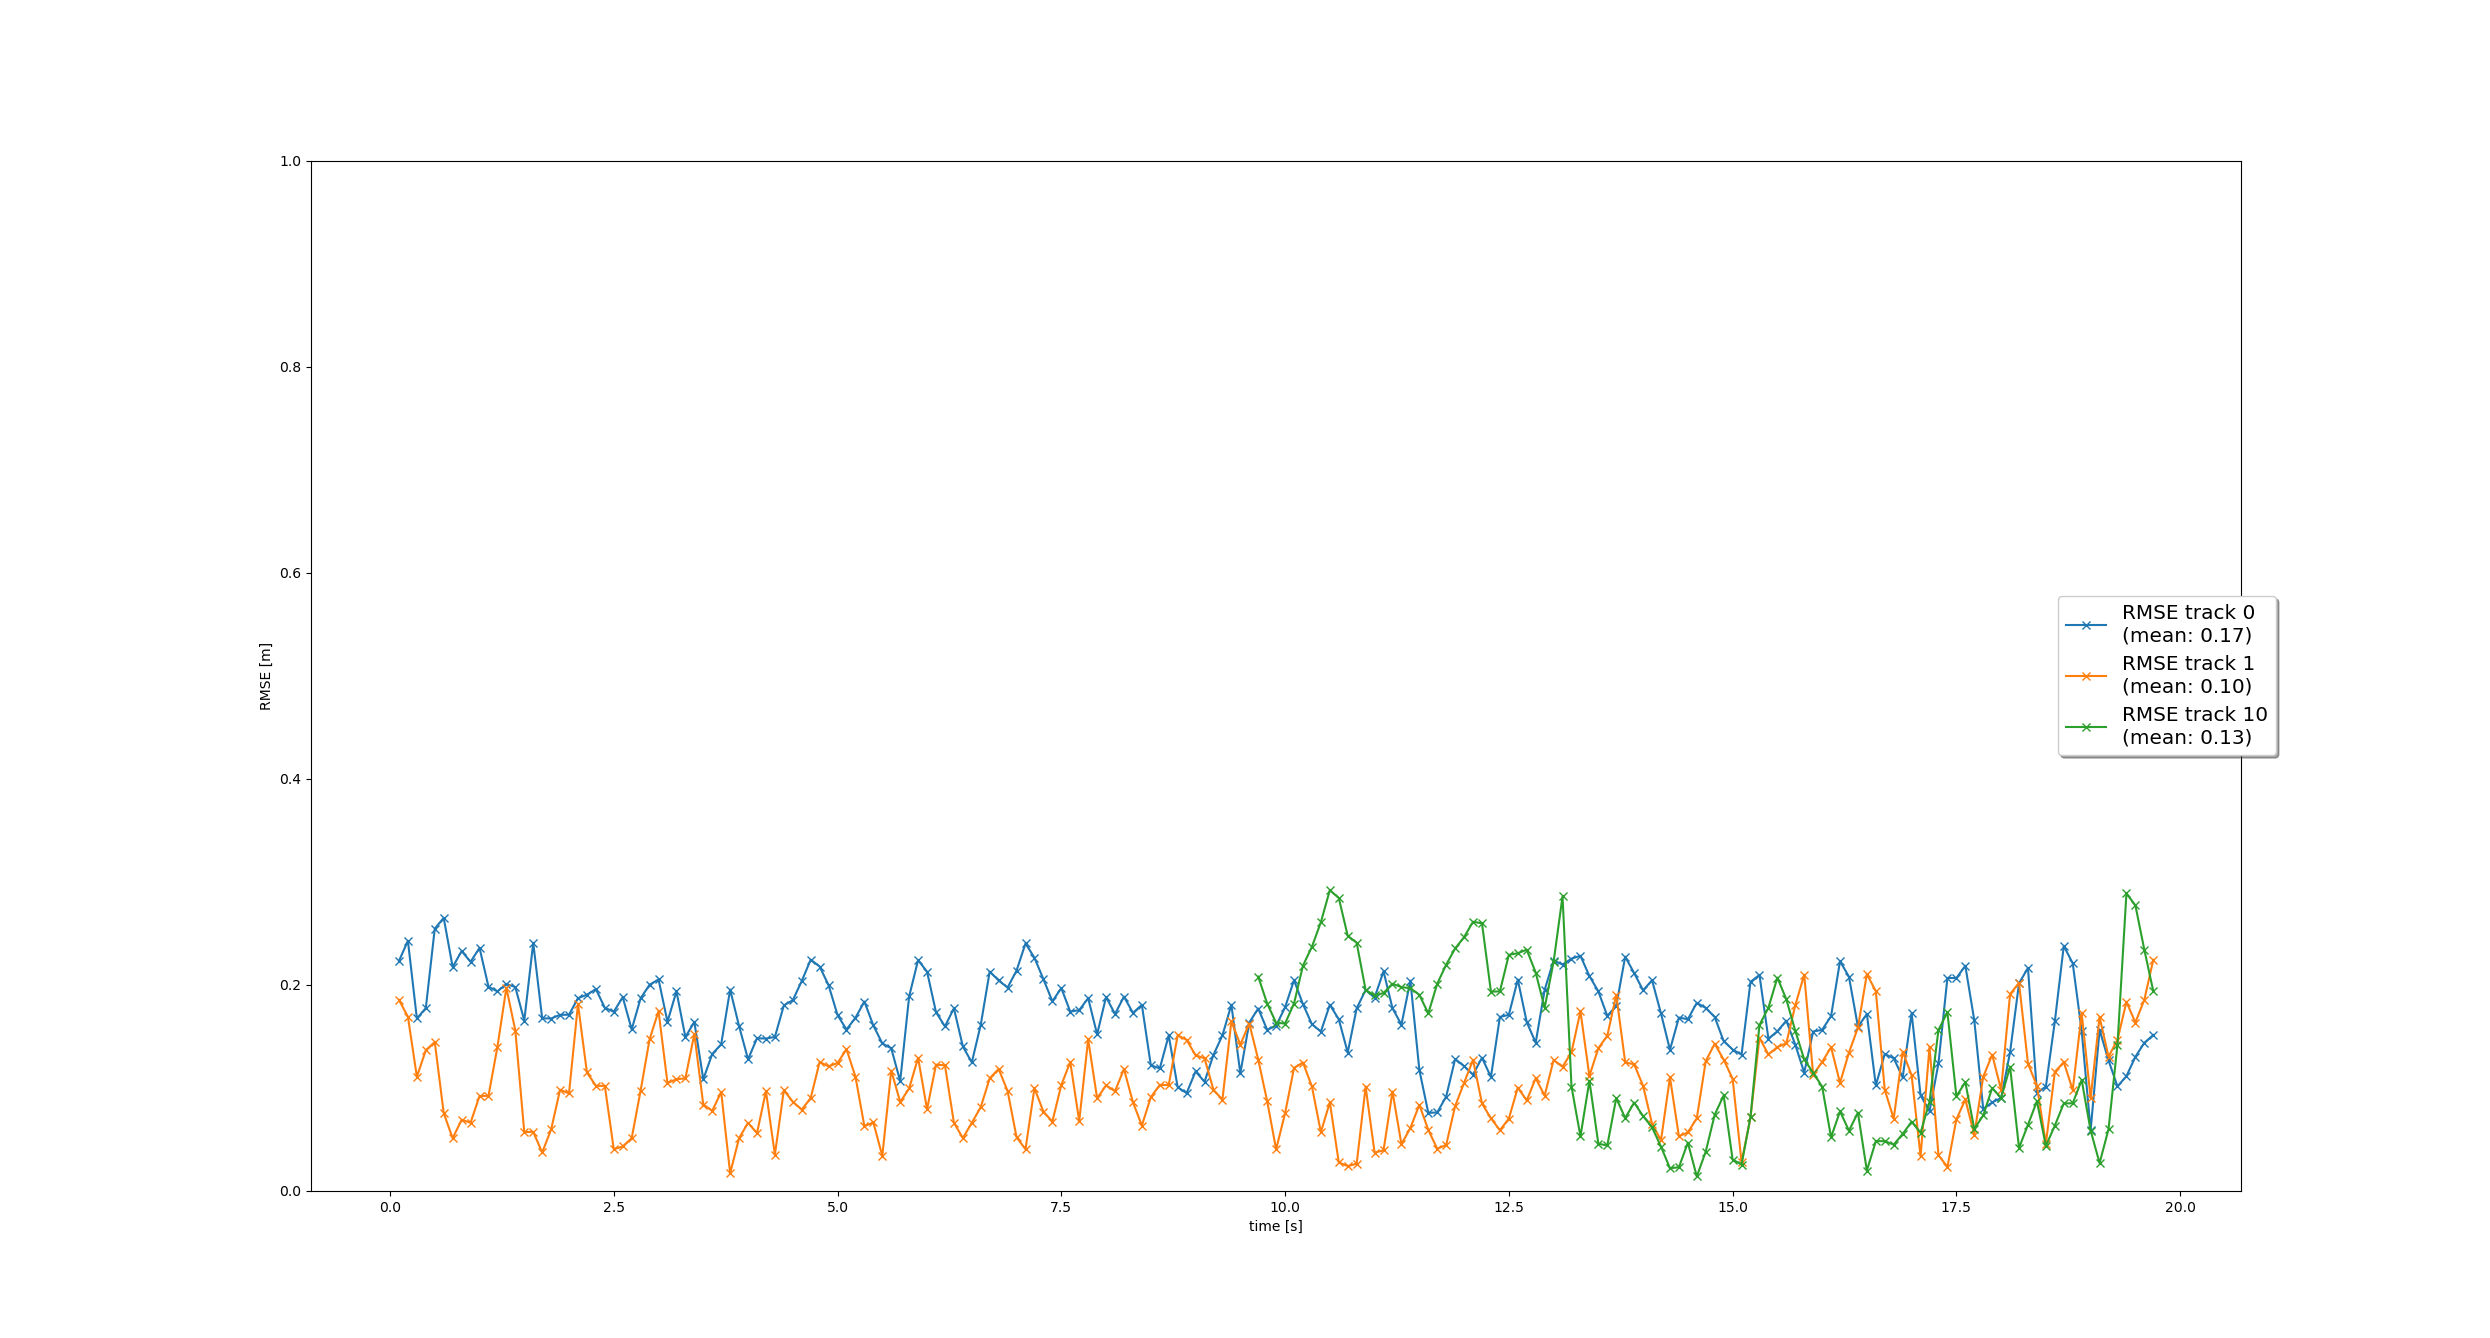 1.0
0.8
0.6
0.4
0.2
0.0
RMSE [m]
0.0 2.5 5.0 7.5 10.0 12.5 15.0 17.5 20.0
time [s]
RMSE track 0
(mean: 0.17)
RMSE track 1
(mean: 0.10)
RMSE track 10
(mean: 0.13)